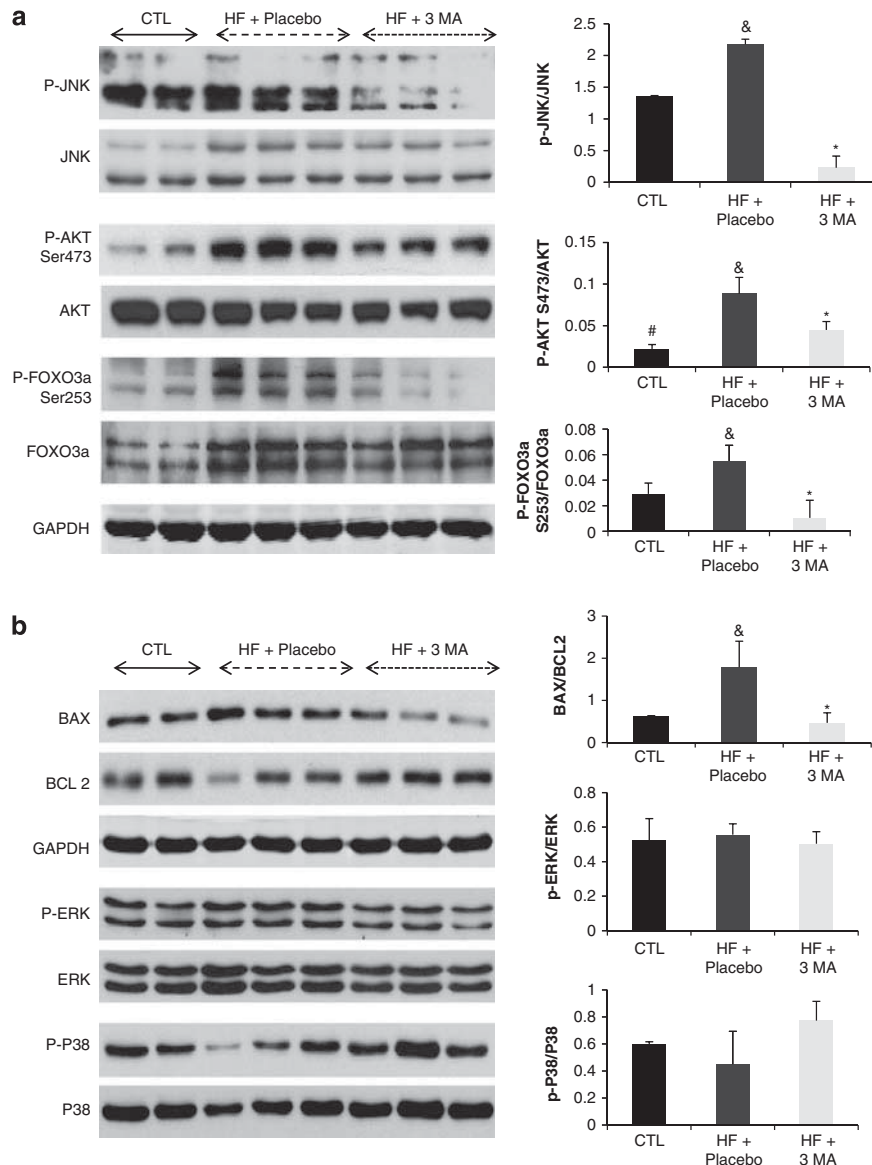 a
CTL
HF + Placebo
HF + 3 MA
P-JNK
JNK
P-AKT
Ser473
AKT
P-FOXO3a
Ser253
FOXO3a
GAPDH
p-JNK/JNK
2.5
2
1.5
1
0.5
0
&
*
CTL
HF +
Placebo
HF +
3 MA
P-AKT S473/AKT
0.15
0.1
0.05
0
#
&
*
CTL
HF +
Placebo
HF +
3 MA
P-FOXO3a
S253/FOXO3a
0.08
0.06
0.04
0.02
0
&
*
CTL
HF +
Placebo
HF +
3 MA
b
CTL
HF + Placebo
HF + 3 MA
BAX
BCL 2
GAPDH
P-ERK
ERK
P-P38
P38
BAX/BCL2
3
2
1
0
&
*
CTL
HF +
Placebo
HF +
3 MA
p-ERK/ERK
0.8
0.6
0.4
0.2
0
CTL
HF +
Placebo
HF +
3 MA
p-P38/P38
1
0.8
0.6
0.4
0.2
0
CTL
HF +
Placebo
HF +
3 MA